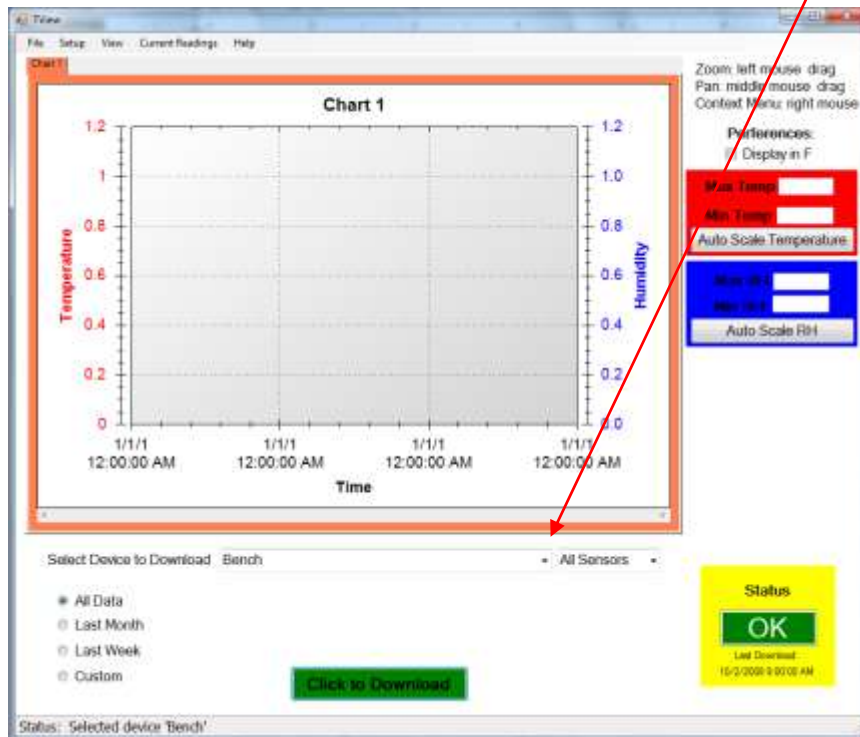 TView
File Setup View Current Readings Help
Chart 1
Chart 1
Zoom: left mouse drag
Pan: middle mouse drag
Context Menu: right mouse
Perferences:
Display in F
Max Temp
Min Temp
Auto Scale Temperature
Max RH
Min RH
Auto Scale RH
Temperature
1.2
1
0.8
0.6
0.4
0.2
0
Humidity
1.2
1.0
0.8
0.6
0.4
0.2
0.0
1/1/1 1/1/1 1/1/1 1/1/1
12:00:00 AM 12:00:00 AM 12:00:00 AM 12:00:00 AM
Time
Select Device to Download Bench All Sensors
All Data
Last Month
Last Week
Custom
Click to Download
Status
OK
Last Download
Status: Selected device 'Bench'